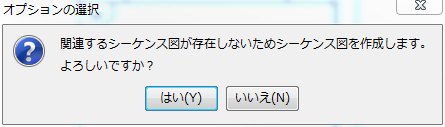 オプションの選択
関連するシーケンス図が存在しないためシーケンス図を作成します。
よろしいですか？
はい(Y)
いいえ(N)